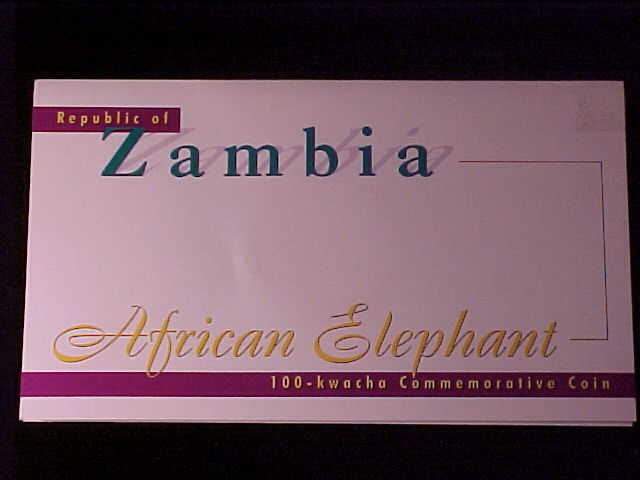 Republic of
Zambia
African Elephant
100-kwacha Commemorative Coin